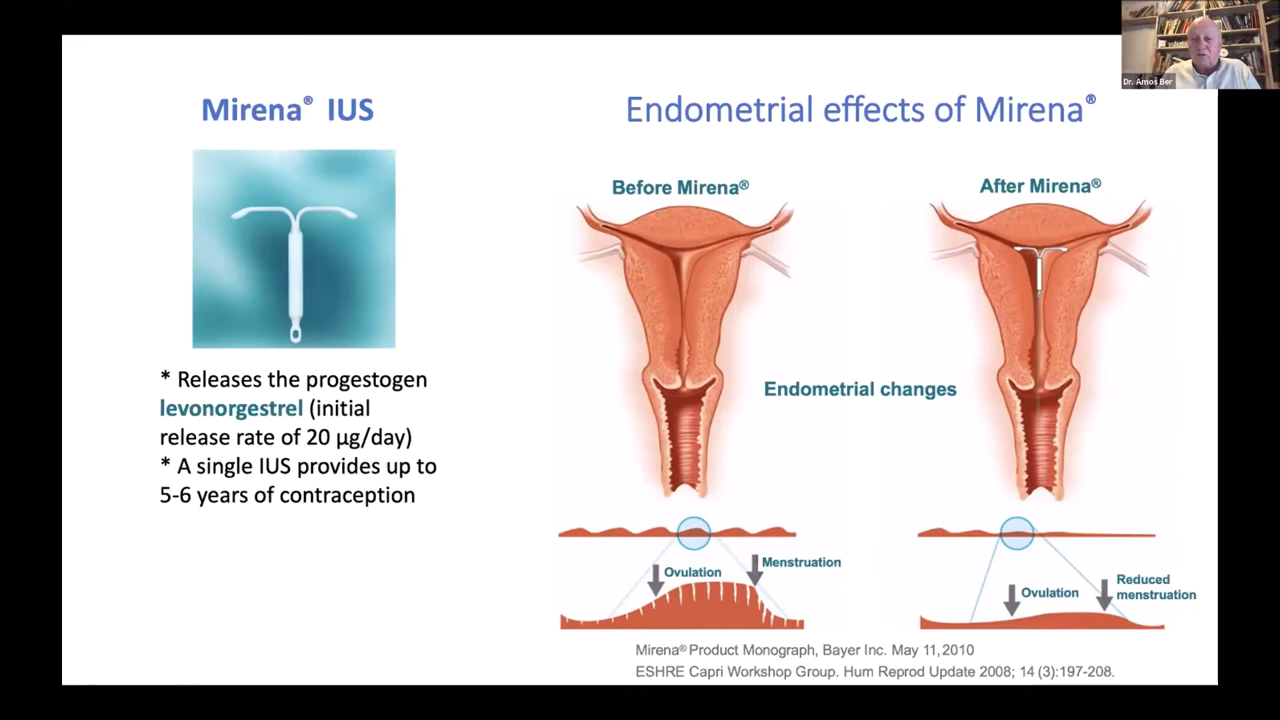 Dr. Amos Ber
Mirena® IUS
* Releases the progestogen
levonorgestrel (initial
release rate of 20 µg/day)
* A single IUS provides up to
5-6 years of contraception
Endometrial effects of Mirena®
Before Mirena®
After Mirena®
Endometrial changes
Ovulation
Menstruation
Ovulation
Reduced
menstruation
Mirena® Product Monograph, Bayer Inc. May 11, 2010
ESHRE Capri Workshop Group. Hum Reprod Update 2008; 14 (3):197-208.